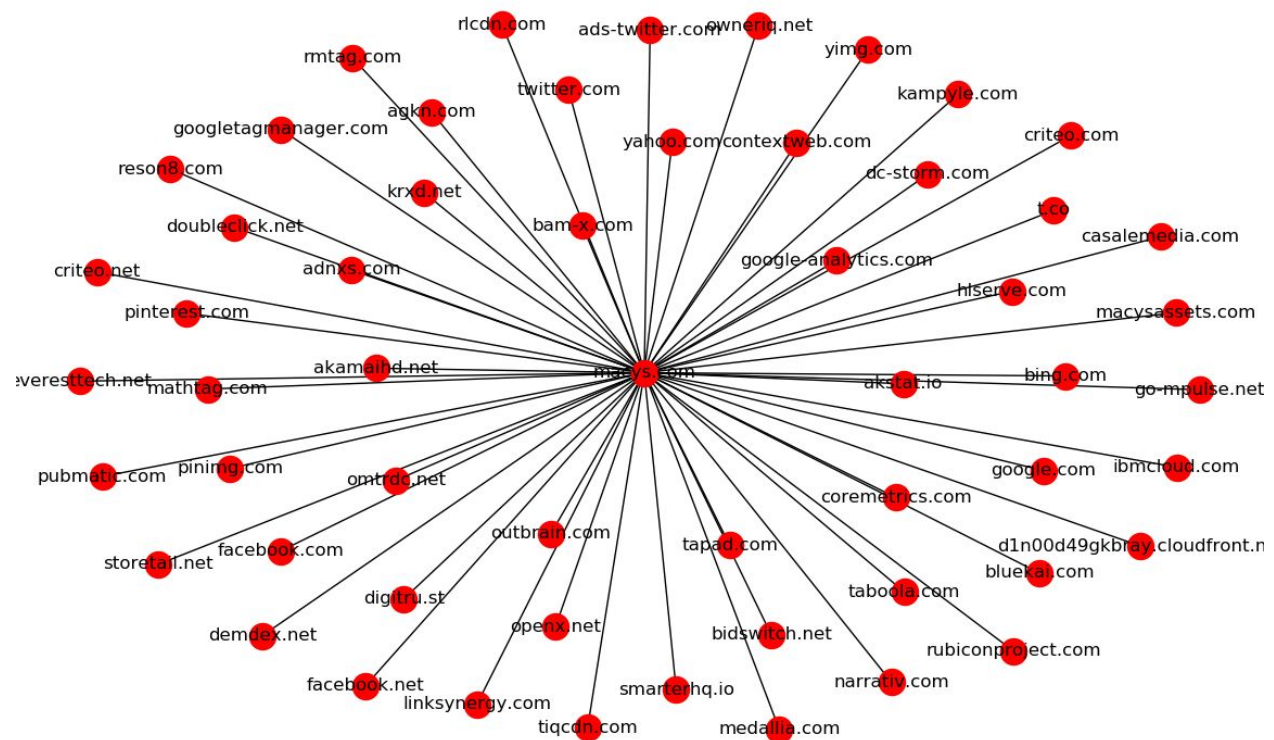 rlcdn.com
ads-twitter.com
owneriq.net
yimg.com
rmtag.com
twitter.com
kampyle.com
agkn.com
googletagmanager.com
yahoo.com
contextweb.com
criteo.com
reson8.com
dc-storm.com
krxd.net
t.co
doubleclick.net
bam-x.com
casalemedia.com
google-analytics.com
criteo.net
adnxs.com
hlserve.com
pinterest.com
macysassets.com
akamaihd.net
macys.com
bing.com
everesttech.net
mathtag.com
akstat.io
go-mpulse.net
pubmatic.com
pinimg.com
google.com
ibmcloud.com
omtrdc.net
coremetrics.com
outbrain.com
tapad.com
d1n00d49gkbray.cloudfront.n
storetail.net
facebook.com
bluekai.com
digitru.st
taboola.com
demdex.net
openx.net
bidswitch.net
rubiconproject.com
facebook.net
linksynergy.com
smarterhq.io
narrativ.com
tiqcdn.com
medallia.com